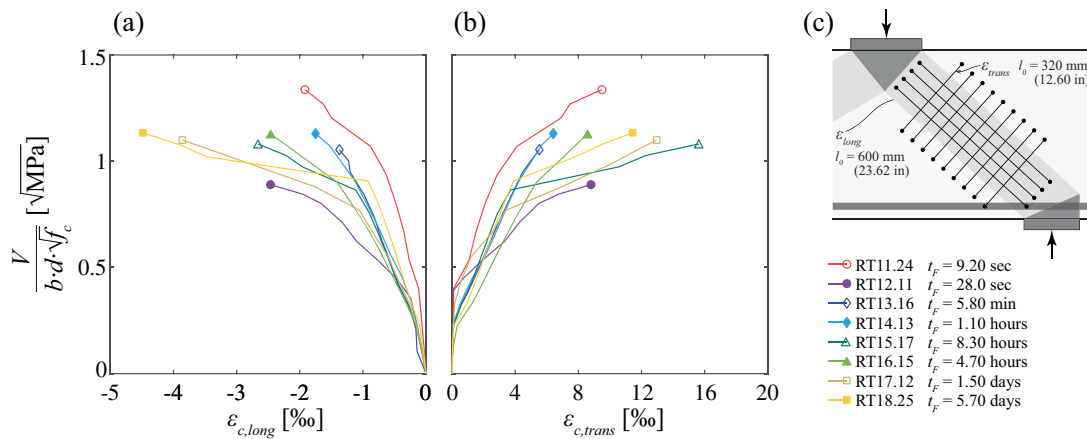 (a)
(b)
(c)
V
b·d·√f_c [√MPa]
1.5
1
0.5
0
-5 -4 -3 -2 -1 0
ε_c,long [‰]
0 4 8 12 16 20
ε_c,trans [‰]
ε_trans
l_0 = 320 mm
(12.60 in)
ε_long
l_0 = 600 mm
(23.62 in)
RT11.24 t_F = 9.20 sec
RT12.11 t_F = 28.0 sec
RT13.16 t_F = 5.80 min
RT14.13 t_F = 1.10 hours
RT15.17 t_F = 8.30 hours
RT16.15 t_F = 4.70 hours
RT17.12 t_F = 1.50 days
RT18.25 t_F = 5.70 days